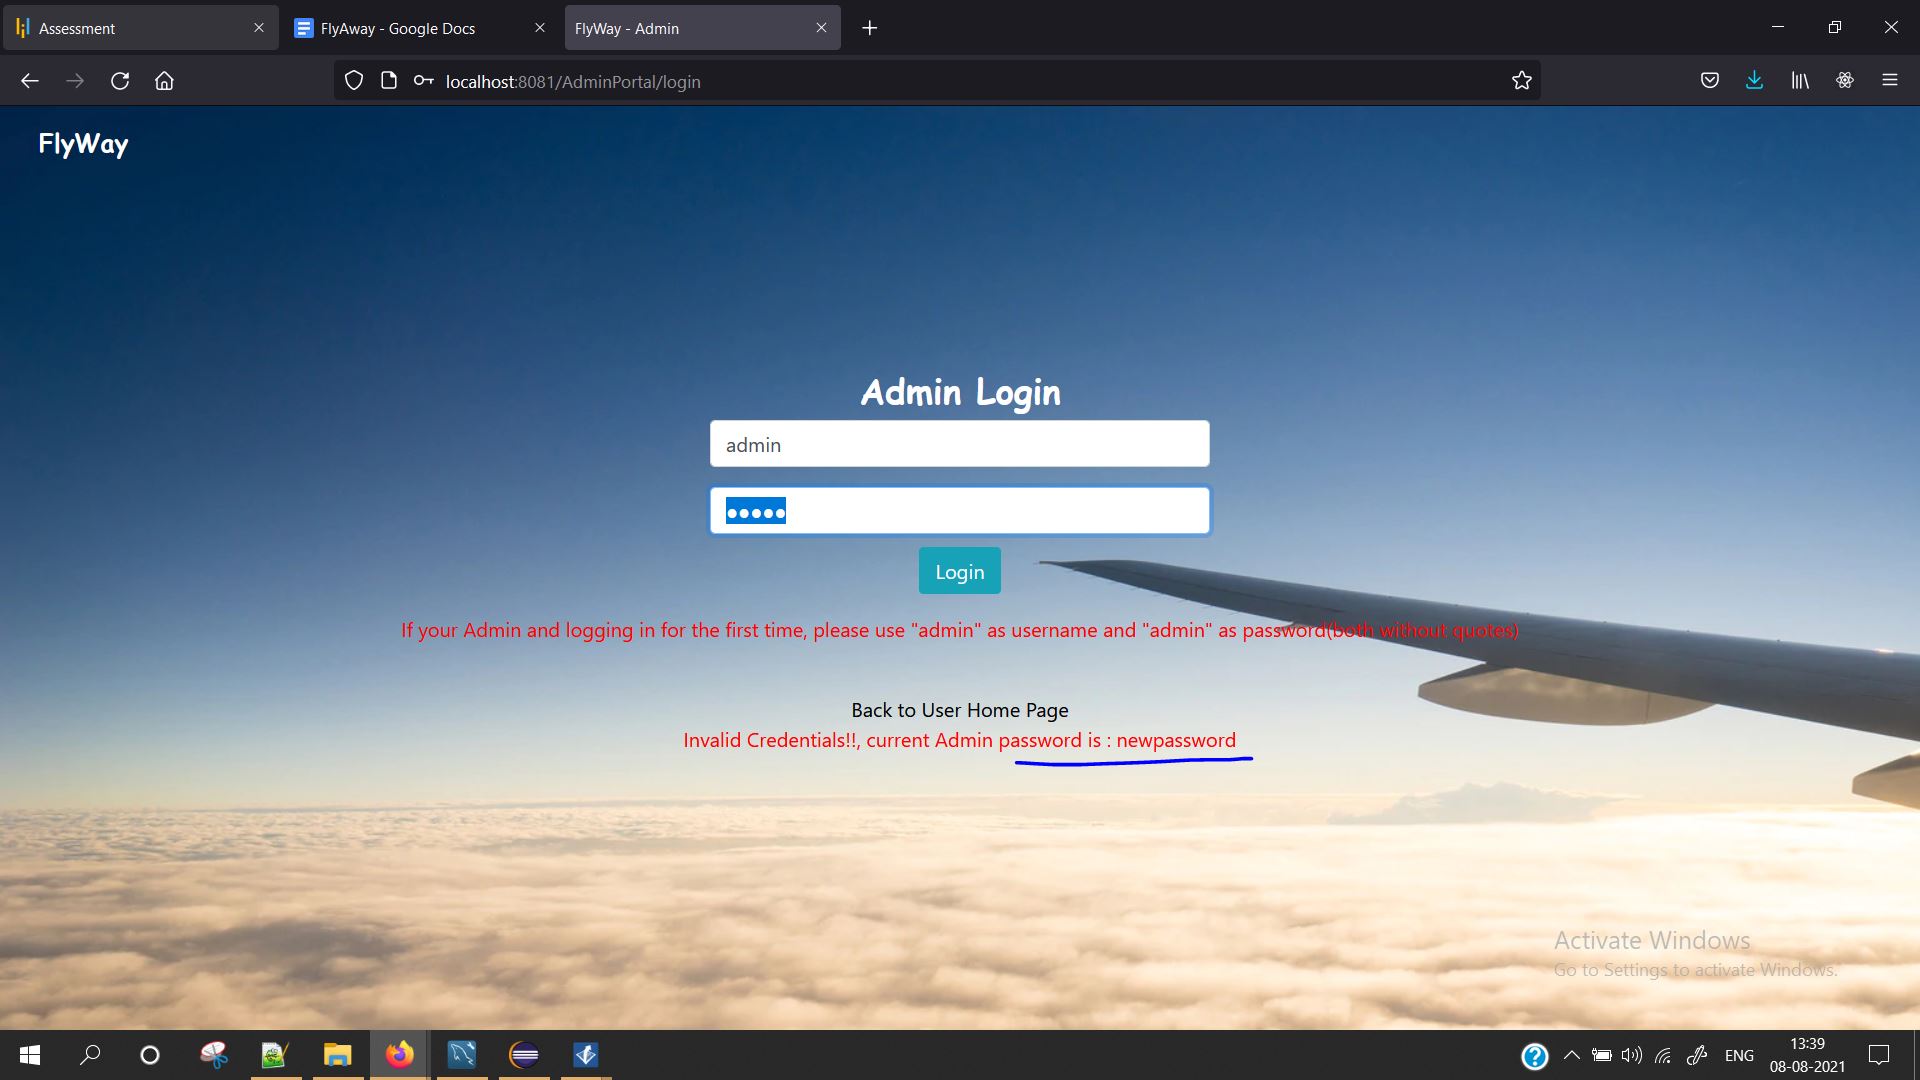 Assessment
FlyAway - Google Docs
FlyWay - Admin
localhost:8081/AdminPortal/login
FlyWay
Admin Login
admin
Login
If your Admin and logging in for the first time, please use "admin" as username and "admin" as password(both without quotes)
Back to User Home Page
Invalid Credentials!!, current Admin password is : newpassword
Activate Windows
Go to Settings to activate Windows.
ENG
13:39
08-08-2021